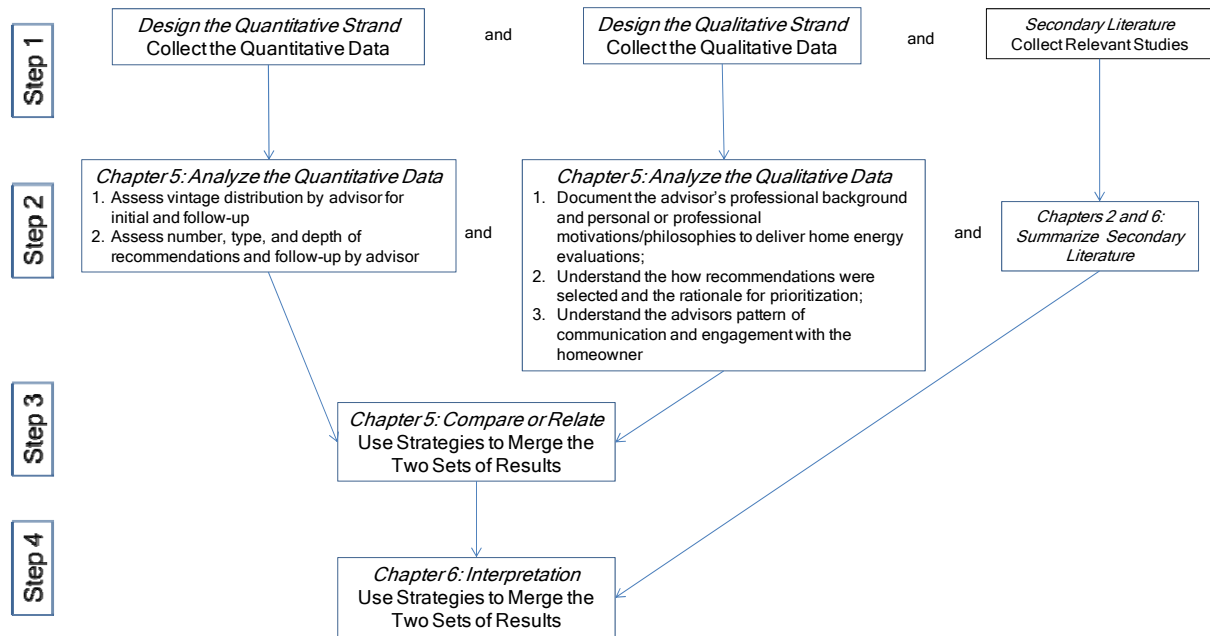 Step 1
Design the Quantitative Strand
Collect the Quantitative Data
and
Design the Qualitative Strand
Collect the Qualitative Data
and
Secondary Literature
Collect Relevant Studies
Step 2
Chapter 5: Analyze the Quantitative Data
1. Assess vintage distribution by advisor for
initial and follow-up
2. Assess number, type, and depth of
recommendations and follow-up by advisor
and
Chapter 5: Analyze the Qualitative Data
1. Document the advisor's professional background
and personal or professional
motivations/philosophies to deliver home energy
evaluations;
2. Understand the how recommendations were
selected and the rationale for prioritization;
3. Understand the advisors pattern of
communication and engagement with the
homeowner
and
Chapters 2 and 6:
Summarize Secondary
Literature
Step 3
Chapter 5: Compare or Relate
Use Strategies to Merge the
Two Sets of Results
Step 4
Chapter 6: Interpretation
Use Strategies to Merge the
Two Sets of Results